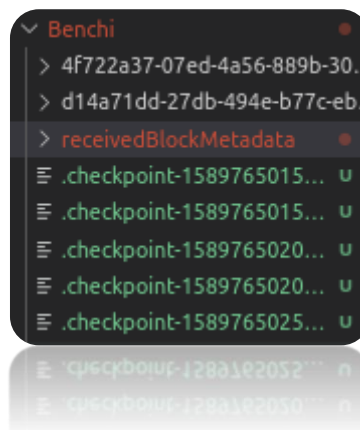 Benchi
4f722a37-07ed-4a56-889b-30.
d14a71dd-27db-494e-b77c-eb.
receivedBlockMetadata
.checkpoint-1589765015... U
.checkpoint-1589765015... U
.checkpoint-1589765020... U
.checkpoint-1589765020... U
.checkpoint-1589765025... U